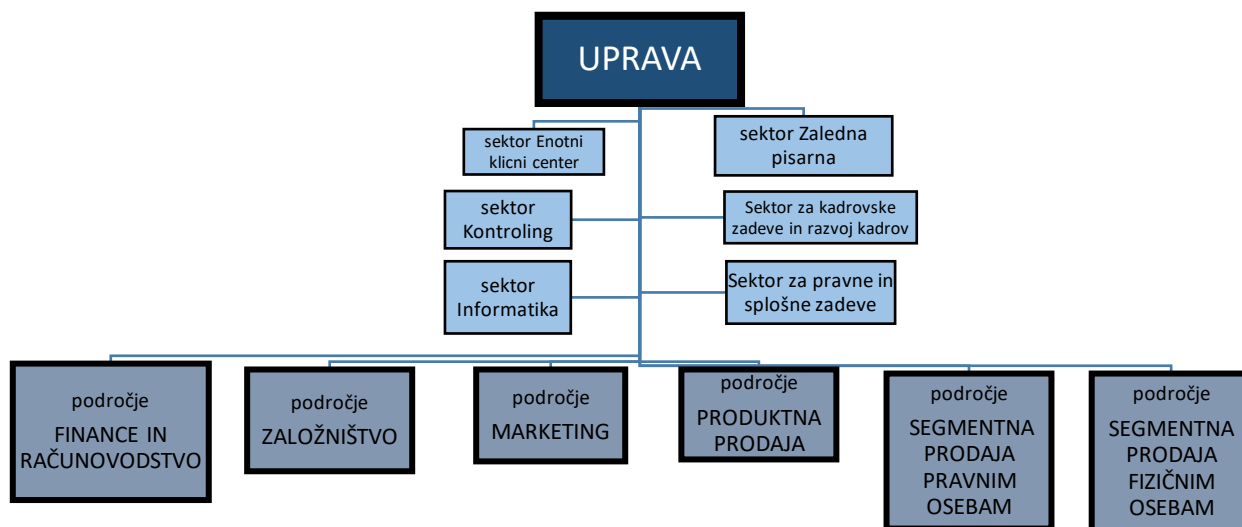 UPRAVA
sektor Enotni
klicni center
sektor Zaledna
pisarna
sektor
Kontroling
Sektor za kadrovske
zadeve in razvoj kadrov
sektor
Informatika
Sektor za pravne in
splošne zadeve
področje
FINANCE IN
RAČUNOVODSTVO
področje
ZALOŽNIŠTVO
področje
MARKETING
področje
PRODUKTNA
PRODAJA
področje
SEGMENTNA
PRODAJA
PRAVNIM
OSEBAM
področje
SEGMENTNA
PRODAJA
FIZIČNIM
OSEBAM